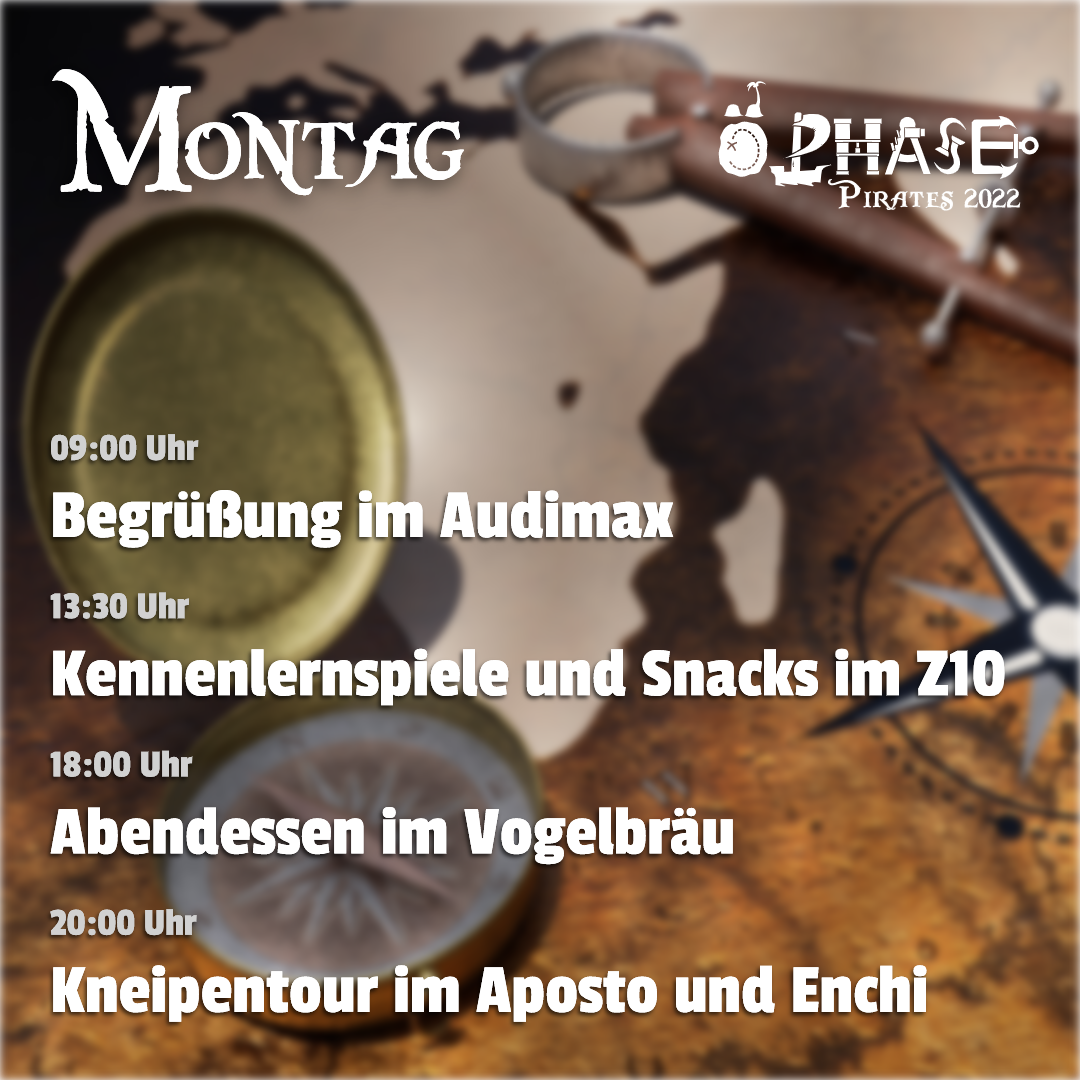 Montag
O Phase
Pirates 2022
09:00 Uhr
Begrüßung im Audimax
13:30 Uhr
Kennenlernspiele und Snacks im Z10
18:00 Uhr
Abendessen im Vogelbräu
20:00 Uhr
Kneipentour im Aposto und Enchi